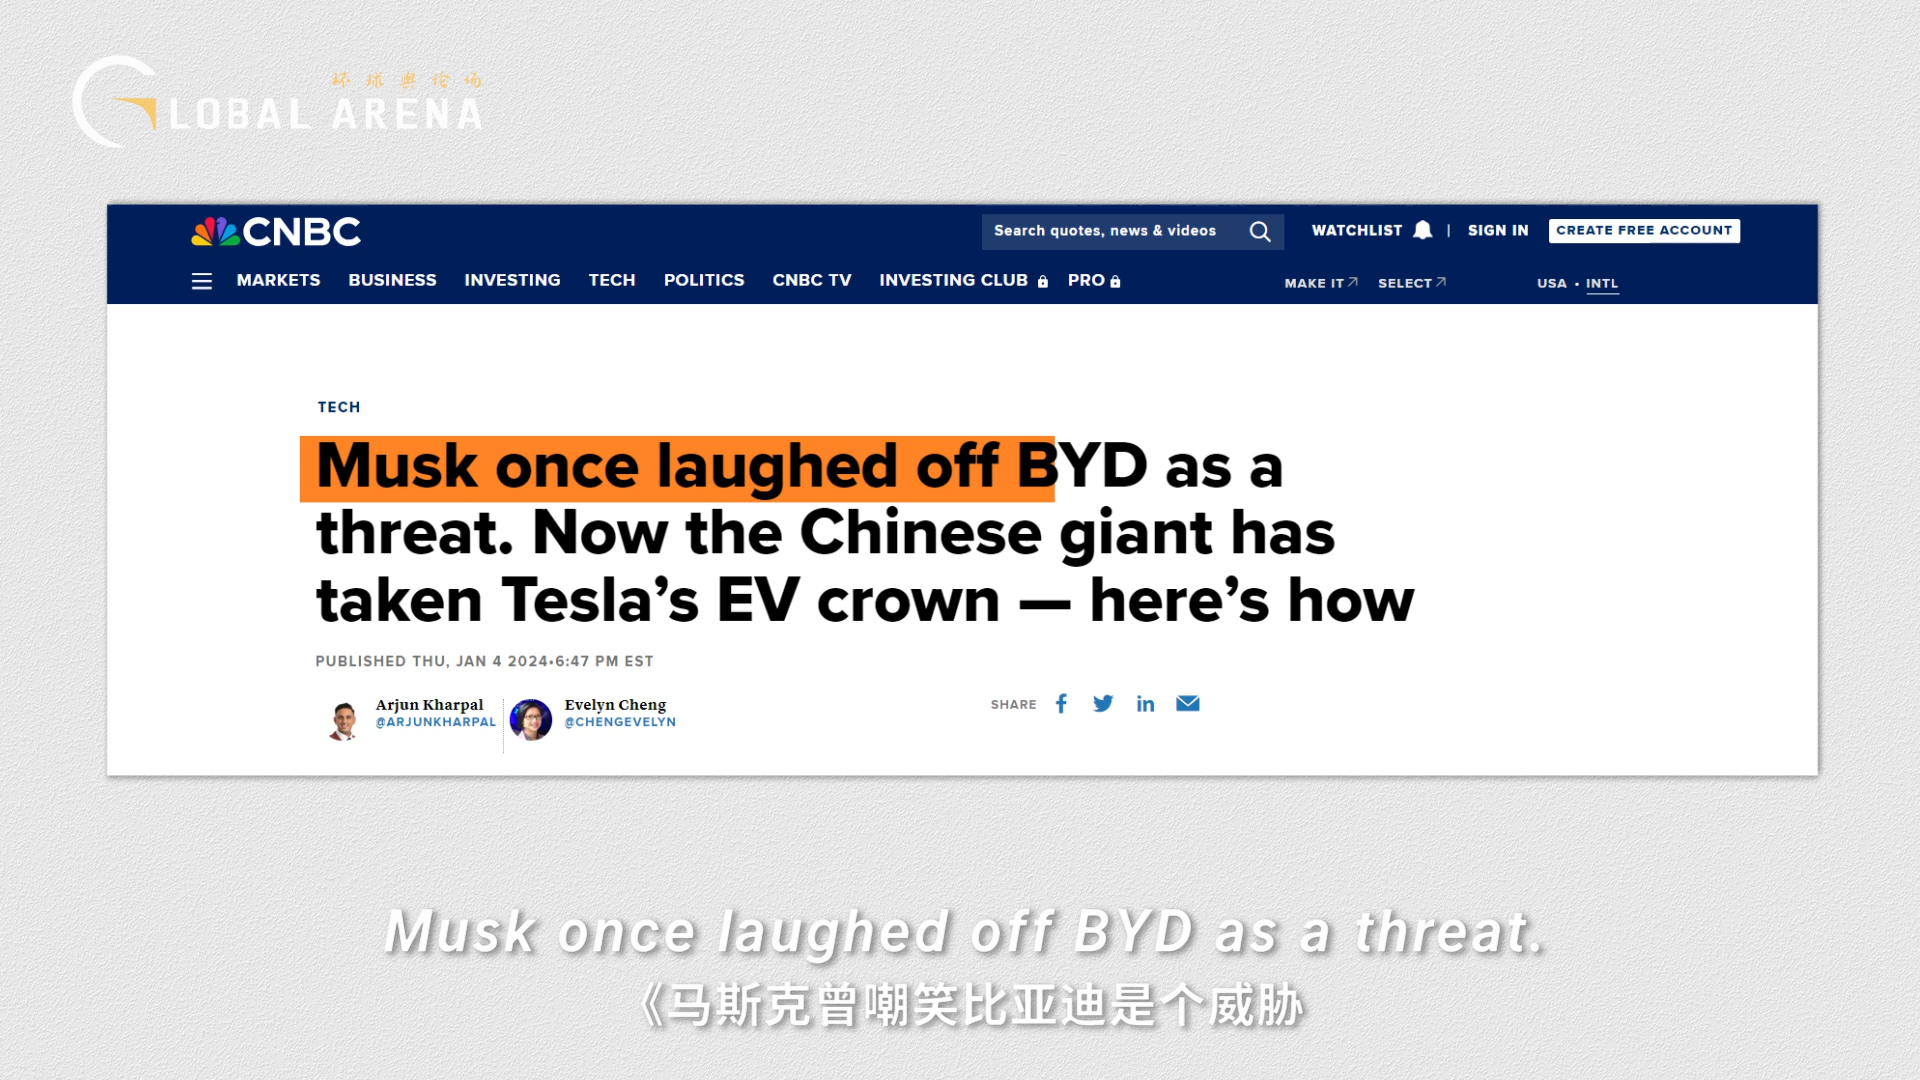 环球舆论场
GLOBAL ARENA
CNBC
Search quotes, news & videos
WATCHLIST | SIGN IN CREATE FREE ACCOUNT
MARKETS BUSINESS INVESTING TECH POLITICS CNBC TV INVESTING CLUB PRO MAKE IT SELECT USA • INTL
TECH
Musk once laughed off BYD as a
threat. Now the Chinese giant has
taken Tesla’s EV crown — here’s how
PUBLISHED THU, JAN 4 2024•6:47 PM EST
Arjun Kharpal Evelyn Cheng
@ARJUNKHARPAL @CHENGEVELYN
SHARE
Musk once laughed off BYD as a threat.
《马斯克曾嘲笑比亚迪是个威胁